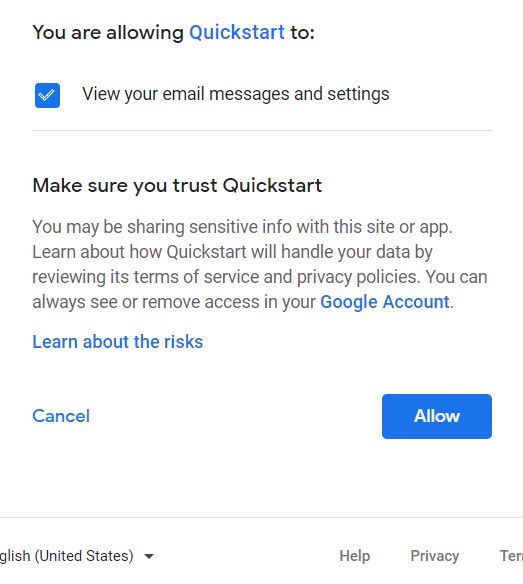 You are allowing Quickstart to:
View your email messages and settings
Make sure you trust Quickstart
You may be sharing sensitive info with this site or app.
Learn about how Quickstart will handle your data by
reviewing its terms of service and privacy policies. You can
always see or remove access in your Google Account.
Learn about the risks
Cancel Allow
glish (United States) Help Privacy Ter